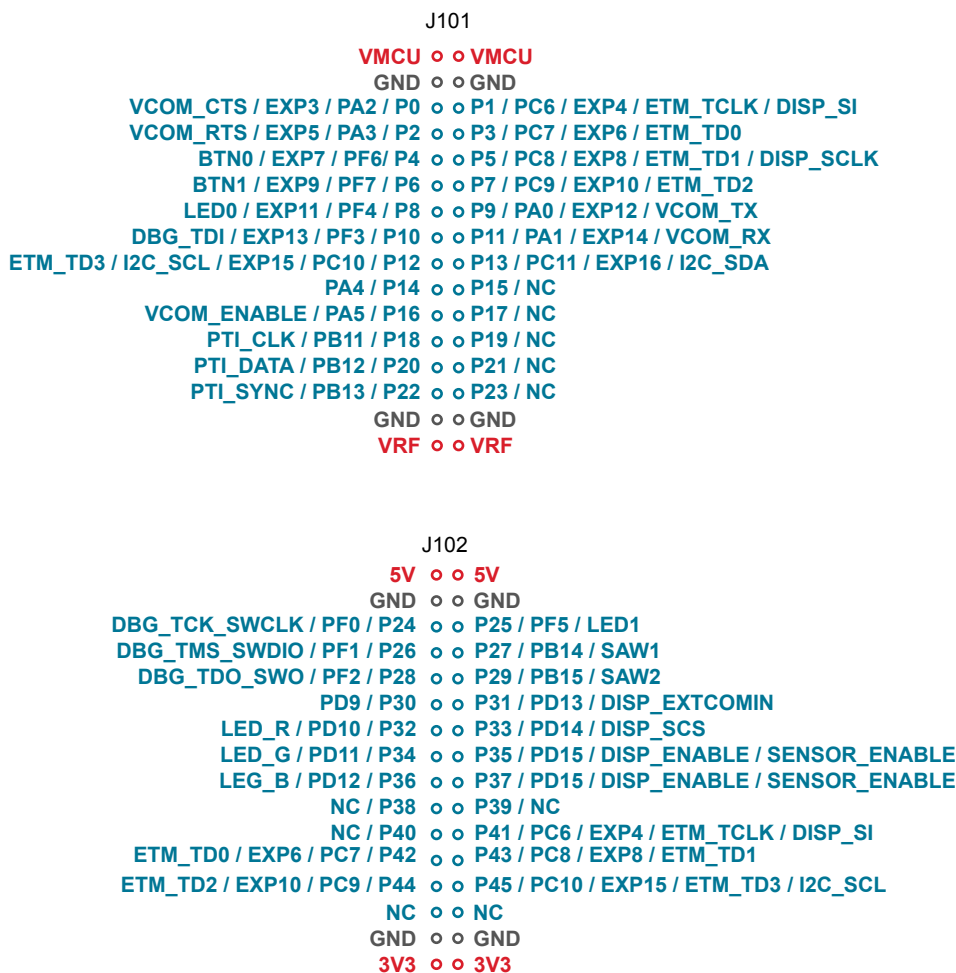 J101
VMCU VMCU
GND GND
VCOM_CTS / EXP3 / PA2 / P0 P1 / PC6 / EXP4 / ETM_TCLK / DISP_SI
VCOM_RTS / EXP5 / PA3 / P2 P3 / PC7 / EXP6 / ETM_TD0
BTN0 / EXP7 / PF6/ P4 P5 / PC8 / EXP8 / ETM_TD1 / DISP_SCLK
BTN1 / EXP9 / PF7 / P6 P7 / PC9 / EXP10 / ETM_TD2
LED0 / EXP11 / PF4 / P8 P9 / PA0 / EXP12 / VCOM_TX
DBG_TDI / EXP13 / PF3 / P10 P11 / PA1 / EXP14 / VCOM_RX
ETM_TD3 / I2C_SCL / EXP15 / PC10 / P12 P13 / PC11 / EXP16 / I2C_SDA
PA4 / P14 P15 / NC
VCOM_ENABLE / PA5 / P16 P17 / NC
PTI_CLK / PB11 / P18 P19 / NC
PTI_DATA / PB12 / P20 P21 / NC
PTI_SYNC / PB13 / P22 P23 / NC
GND GND
VRF VRF
J102
5V 5V
GND GND
DBG_TCK_SWCLK / PF0 / P24 P25 / PF5 / LED1
DBG_TMS_SWDIO / PF1 / P26 P27 / PB14 / SAW1
DBG_TDO_SWO / PF2 / P28 P29 / PB15 / SAW2
PD9 / P30 P31 / PD13 / DISP_EXTCOMIN
LED_R / PD10 / P32 P33 / PD14 / DISP_SCS
LED_G / PD11 / P34 P35 / PD15 / DISP_ENABLE / SENSOR_ENABLE
LEG_B / PD12 / P36 P37 / PD15 / DISP_ENABLE / SENSOR_ENABLE
NC / P38 P39 / NC
NC / P40 P41 / PC6 / EXP4 / ETM_TCLK / DISP_SI
ETM_TD0 / EXP6 / PC7 / P42 P43 / PC8 / EXP8 / ETM_TD1
ETM_TD2 / EXP10 / PC9 / P44 P45 / PC10 / EXP15 / ETM_TD3 / I2C_SCL
NC NC
GND GND
3V3 3V3